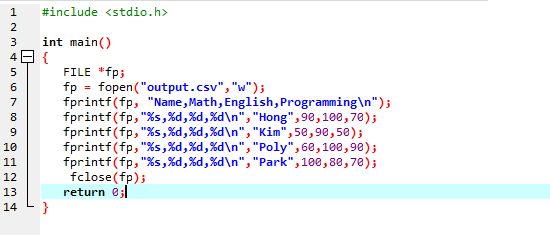 1 #include <stdio.h>
2
3 int main()
4 {
5 FILE *fp;
6 fp = fopen("output.csv","w");
7 fprintf(fp, "Name,Math,English,Programming\n");
8 fprintf(fp,"%s,%d,%d,%d\n","Hong",90,100,70);
9 fprintf(fp,"%s,%d,%d,%d\n","Kim",50,90,50);
10 fprintf(fp,"%s,%d,%d,%d\n","Poly",60,100,90);
11 fprintf(fp,"%s,%d,%d,%d\n","Park",100,80,70);
12 fclose(fp);
13 return 0;
14 }